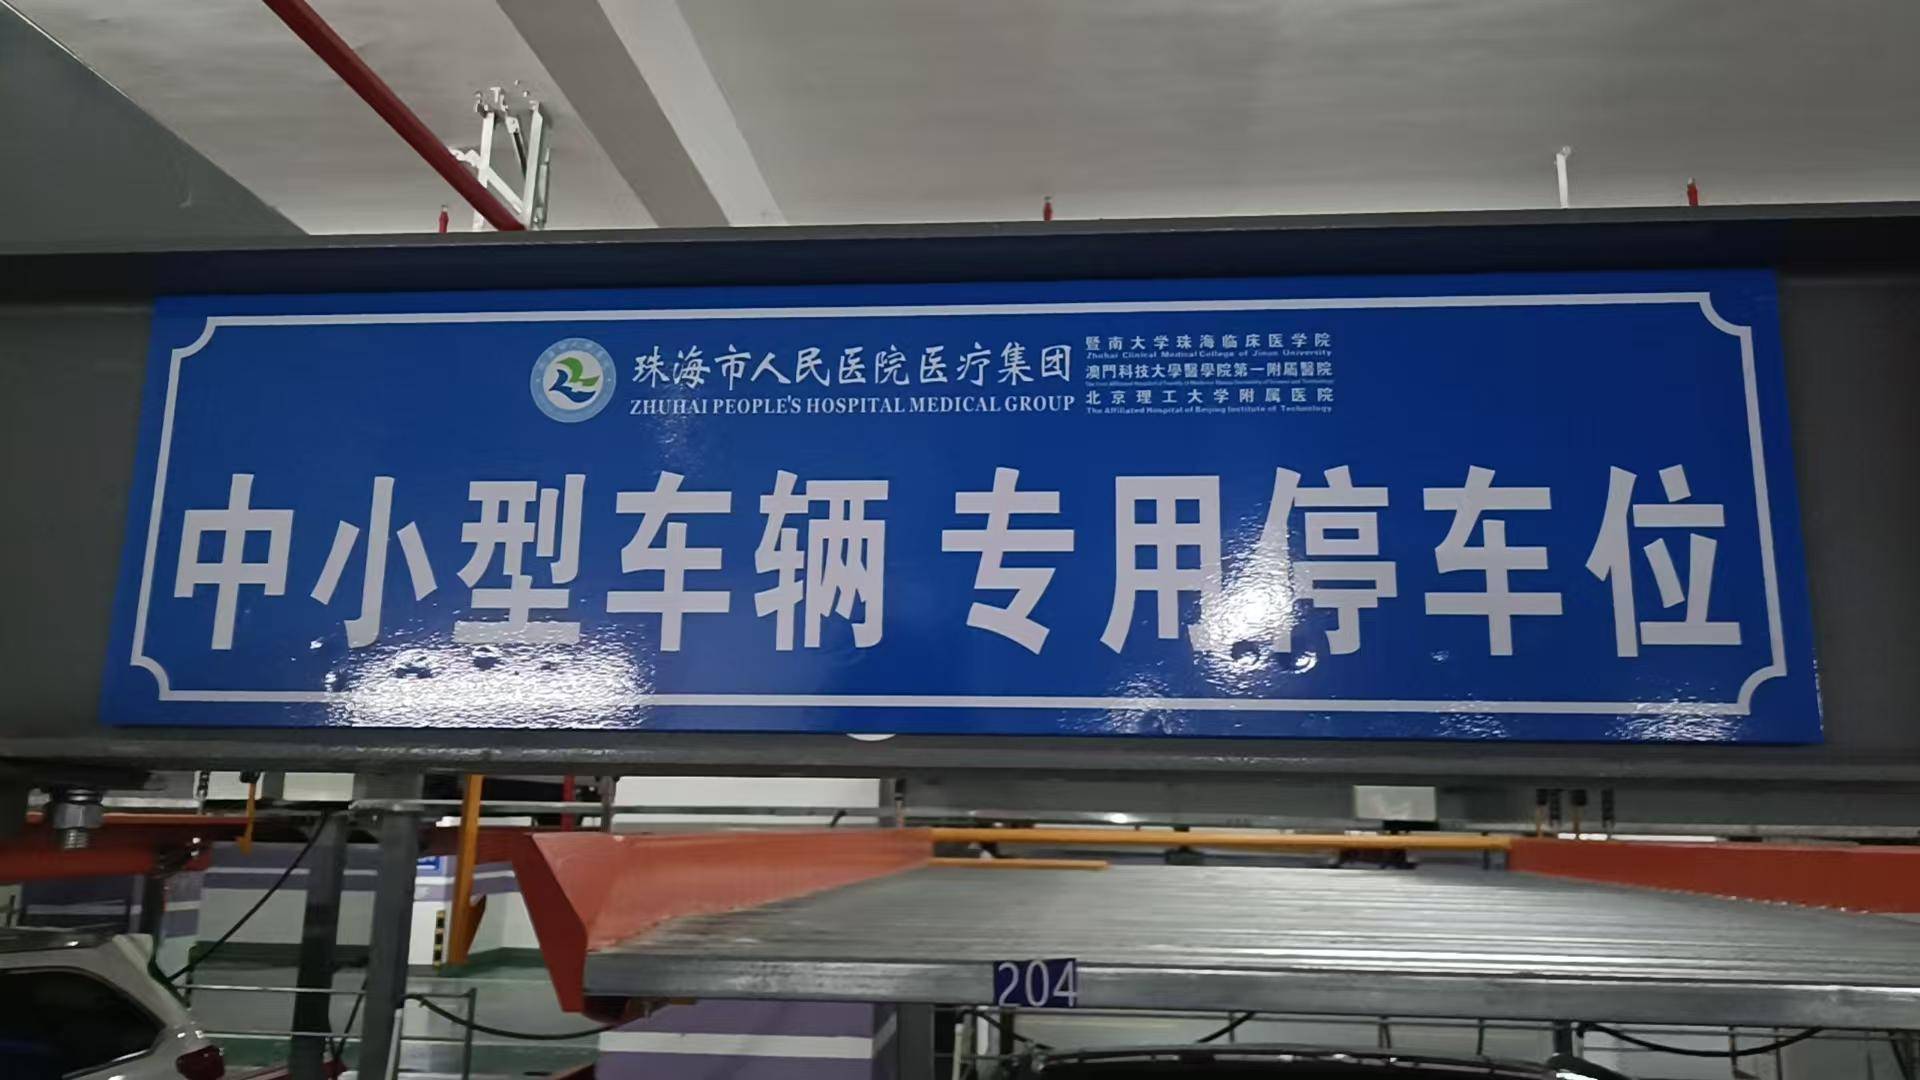 珠海市人民医院医疗集团
ZHUHAI PEOPLE'S HOSPITAL MEDICAL GROUP
暨南大学珠海临床医学院
Zhuhai Clinical Medical College of Jinan University
澳門科技大學醫學院第一附屬醫院
北京理工大学附属医院
The Affiliated Hospital of Beijing Institute of Technology
中小型车辆 专用停车位
204